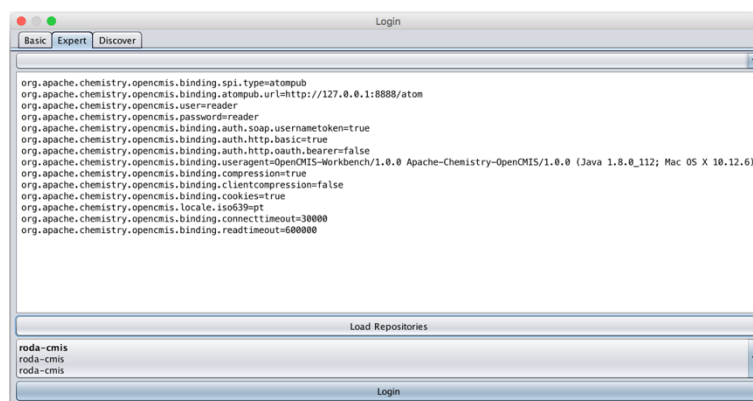 Login
Basic Expert Discover
org.apache.chemistry.opencmis.binding.spi.type=atompub
org.apache.chemistry.opencmis.binding.atompub.url=http://127.0.0.1:8888/atom
org.apache.chemistry.opencmis.user=reader
org.apache.chemistry.opencmis.password=reader
org.apache.chemistry.opencmis.binding.auth.soap.usernametoken=true
org.apache.chemistry.opencmis.binding.auth.http.basic=true
org.apache.chemistry.opencmis.binding.auth.http.oauth.bearer=false
org.apache.chemistry.opencmis.binding.useragent=OpenCMIS-Workbench/1.0.0 Apache-Chemistry-OpenCMIS/1.0.0 (Java 1.8.0_112; Mac OS X 10.12.6)
org.apache.chemistry.opencmis.binding.compression=true
org.apache.chemistry.opencmis.binding.clientcompression=false
org.apache.chemistry.opencmis.binding.cookies=true
org.apache.chemistry.opencmis.locale.iso639=pt
org.apache.chemistry.opencmis.binding.connecttimeout=30000
org.apache.chemistry.opencmis.binding.readtimeout=600000
Load Repositories
roda-cmis
roda-cmis
roda-cmis
Login